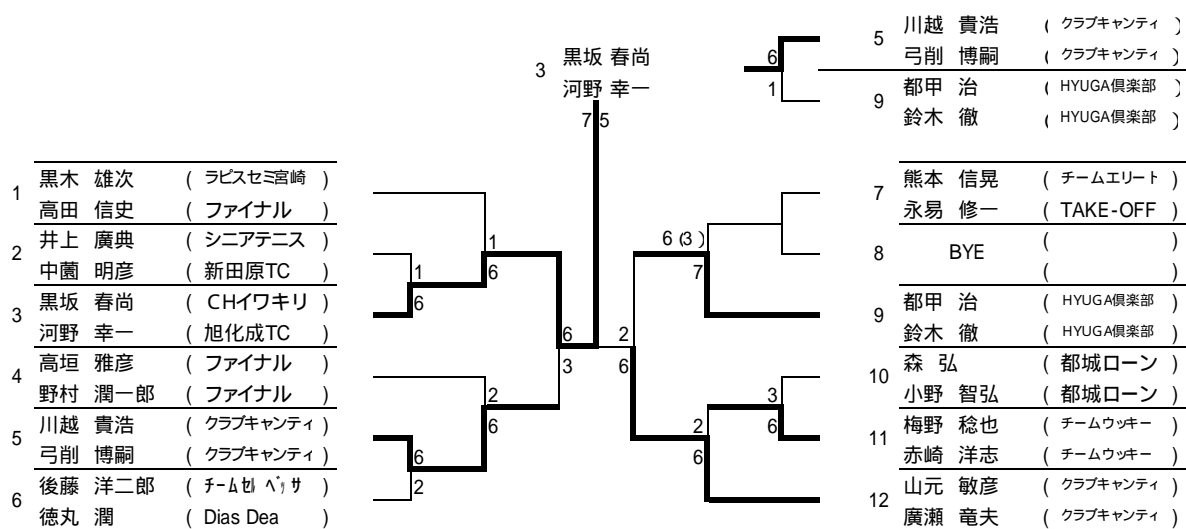 3 黒坂 春尚
河野 幸一
7 5
5 川越 貴浩 ( クラブキャンティ )
弓削 博嗣 ( クラブキャンティ )
6
1
9 都甲 治 ( HYUGA倶楽部 )
鈴木 徹 ( HYUGA倶楽部 )
1 黒木 雄次 ( ラピスセミ宮崎 )
高田 信史 ( ファイナル )
2 井上 廣典 ( シニアテニス )
中薗 明彦 ( 新田原TC )
3 黒坂 春尚 ( CHイワキリ )
河野 幸一 ( 旭化成TC )
4 高垣 雅彦 ( ファイナル )
野村 潤一郎 ( ファイナル )
5 川越 貴浩 ( クラブキャンティ )
弓削 博嗣 ( クラブキャンティ )
6 後藤 洋二郎 ( チームセルベッサ )
徳丸 潤 ( Dias Dea )
1
6
1
6
6
3
2
6
6
2
7 熊本 信晃 ( チームエリート )
永易 修一 ( TAKE-OFF )
8 BYE ( )
( )
9 都甲 治 ( HYUGA倶楽部 )
鈴木 徹 ( HYUGA倶楽部 )
10 森 弘 ( 都城ローン )
小野 智弘 ( 都城ローン )
11 梅野 稔也 ( チームウッキー )
赤崎 洋志 ( チームウッキー )
12 山元 敏彦 ( クラブキャンティ )
廣瀬 竜夫 ( クラブキャンティ )
6 (3)
7
2
6
3
6
2
6